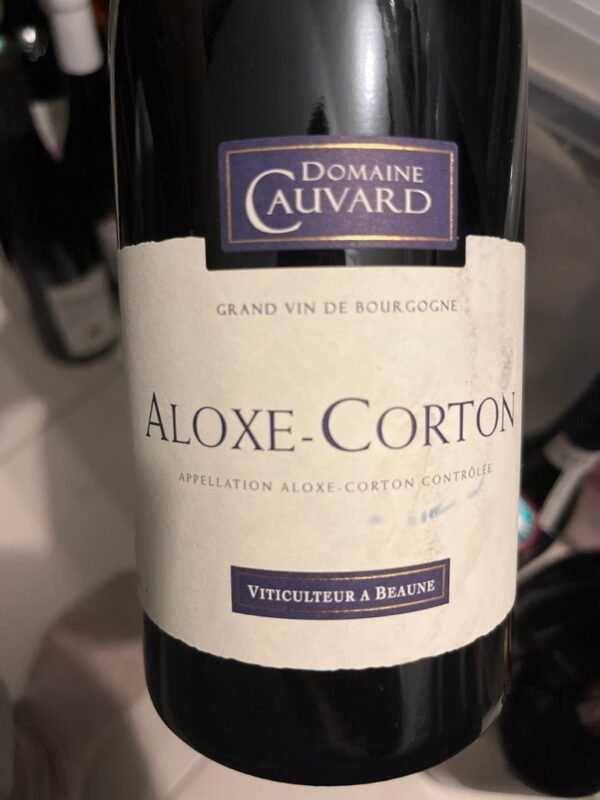 DOMAINE
CAUVARD
GRAND VIN DE BOURGOGNE
ALOXE-CORTON
APPELLATION ALOXE-CORTON CONTRÔLÉE
VITICULTEUR A BEAUNE